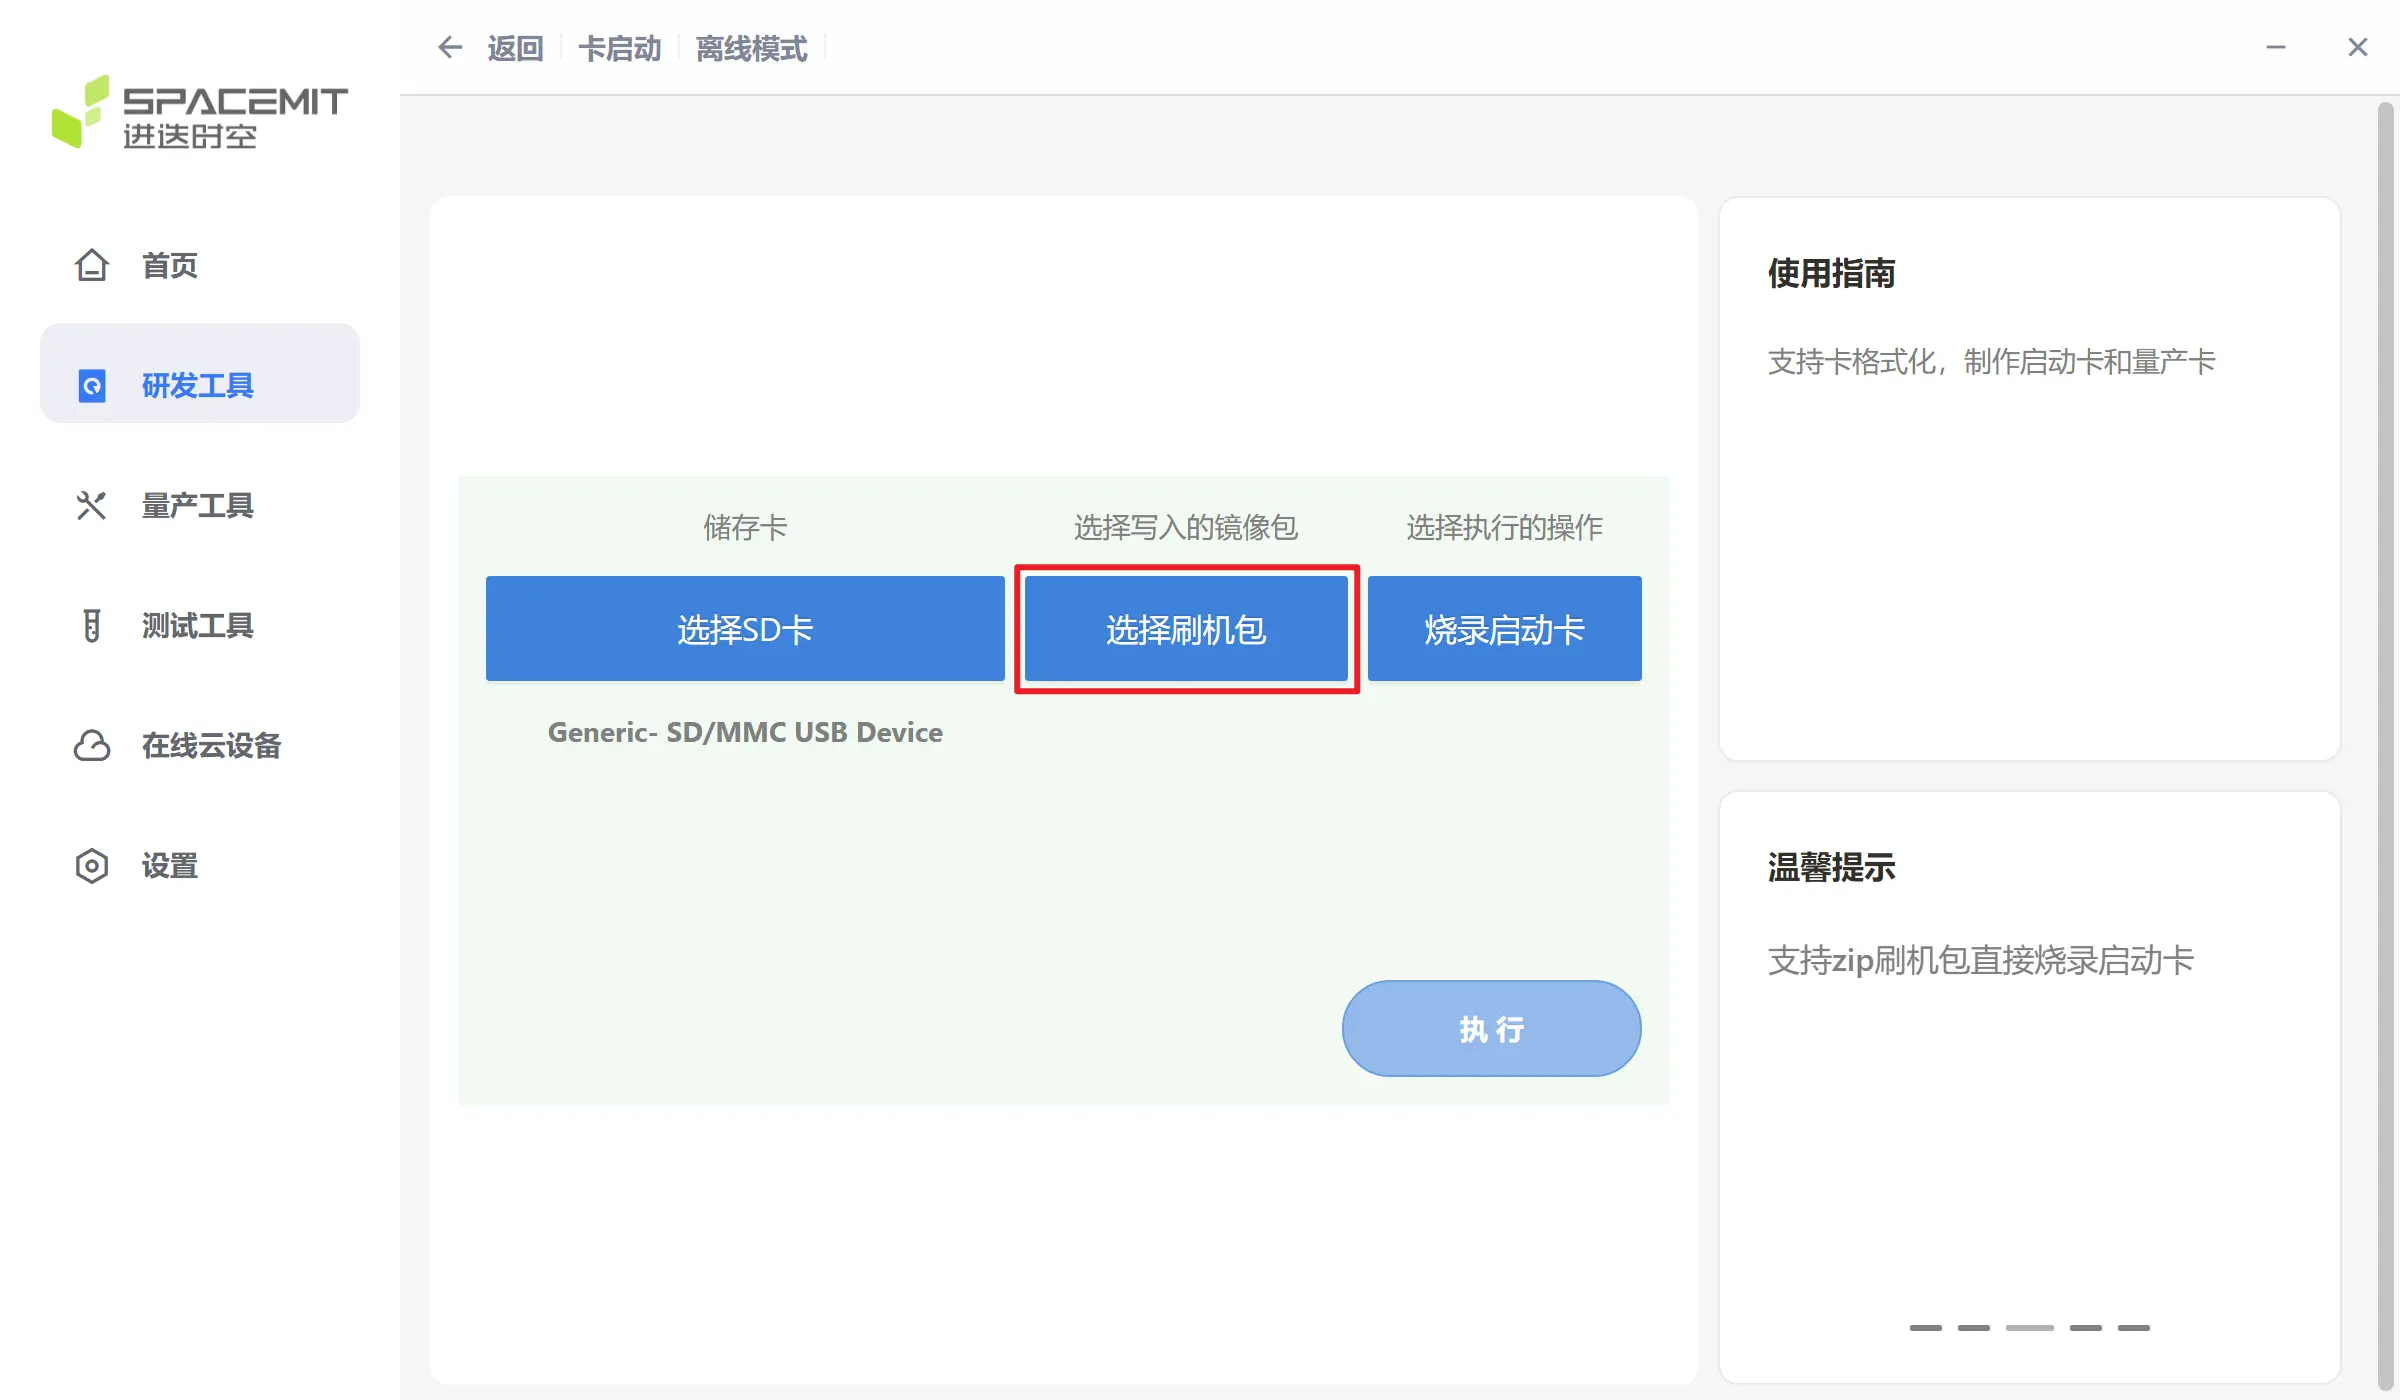 SPACEMIT
进迭时空
首页
研发工具
量产工具
测试工具
在线云设备
设置
返回
卡启动
离线模式
储存卡
选择写入的镜像包
选择执行的操作
选择SD卡
选择刷机包
烧录启动卡
Generic- SD/MMC USB Device
执 行
使用指南
支持卡格式化，制作启动卡和量产卡
温馨提示
支持zip刷机包直接烧录启动卡